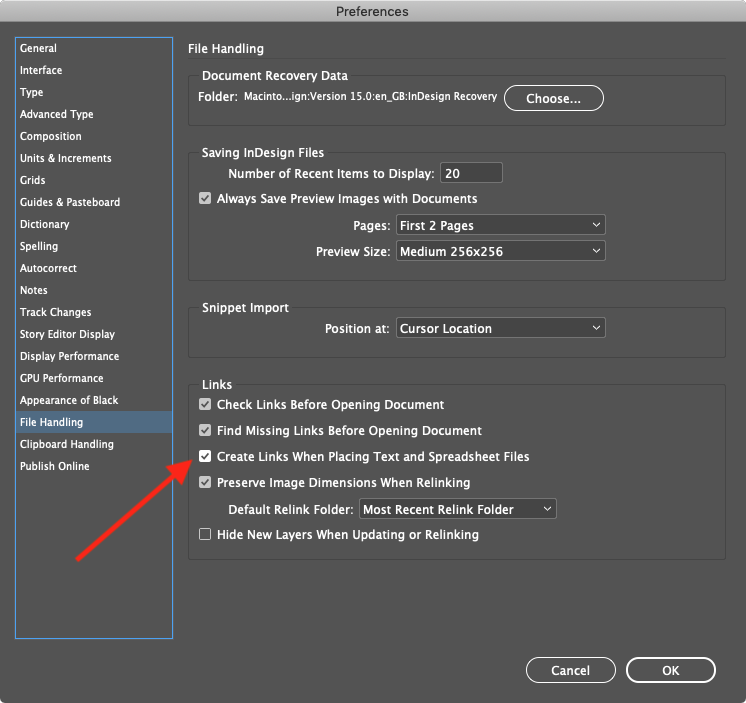 Preferences
General
Interface
Type
Advanced Type
Composition
Units & Increments
Grids
Guides & Pasteboard
Dictionary
Spelling
Autocorrect
Notes
Track Changes
Story Editor Display
Display Performance
GPU Performance
Appearance of Black
File Handling
Clipboard Handling
Publish Online
File Handling
Document Recovery Data
Folder: Macinto...ign:Version 15.0:en_GB:InDesign Recovery Choose...
Saving InDesign Files
Number of Recent Items to Display: 20
Always Save Preview Images with Documents
Pages: First 2 Pages
Preview Size: Medium 256x256
Snippet Import
Position at: Cursor Location
Links
Check Links Before Opening Document
Find Missing Links Before Opening Document
Create Links When Placing Text and Spreadsheet Files
Preserve Image Dimensions When Relinking
Default Relink Folder: Most Recent Relink Folder
Hide New Layers When Updating or Relinking
Cancel OK